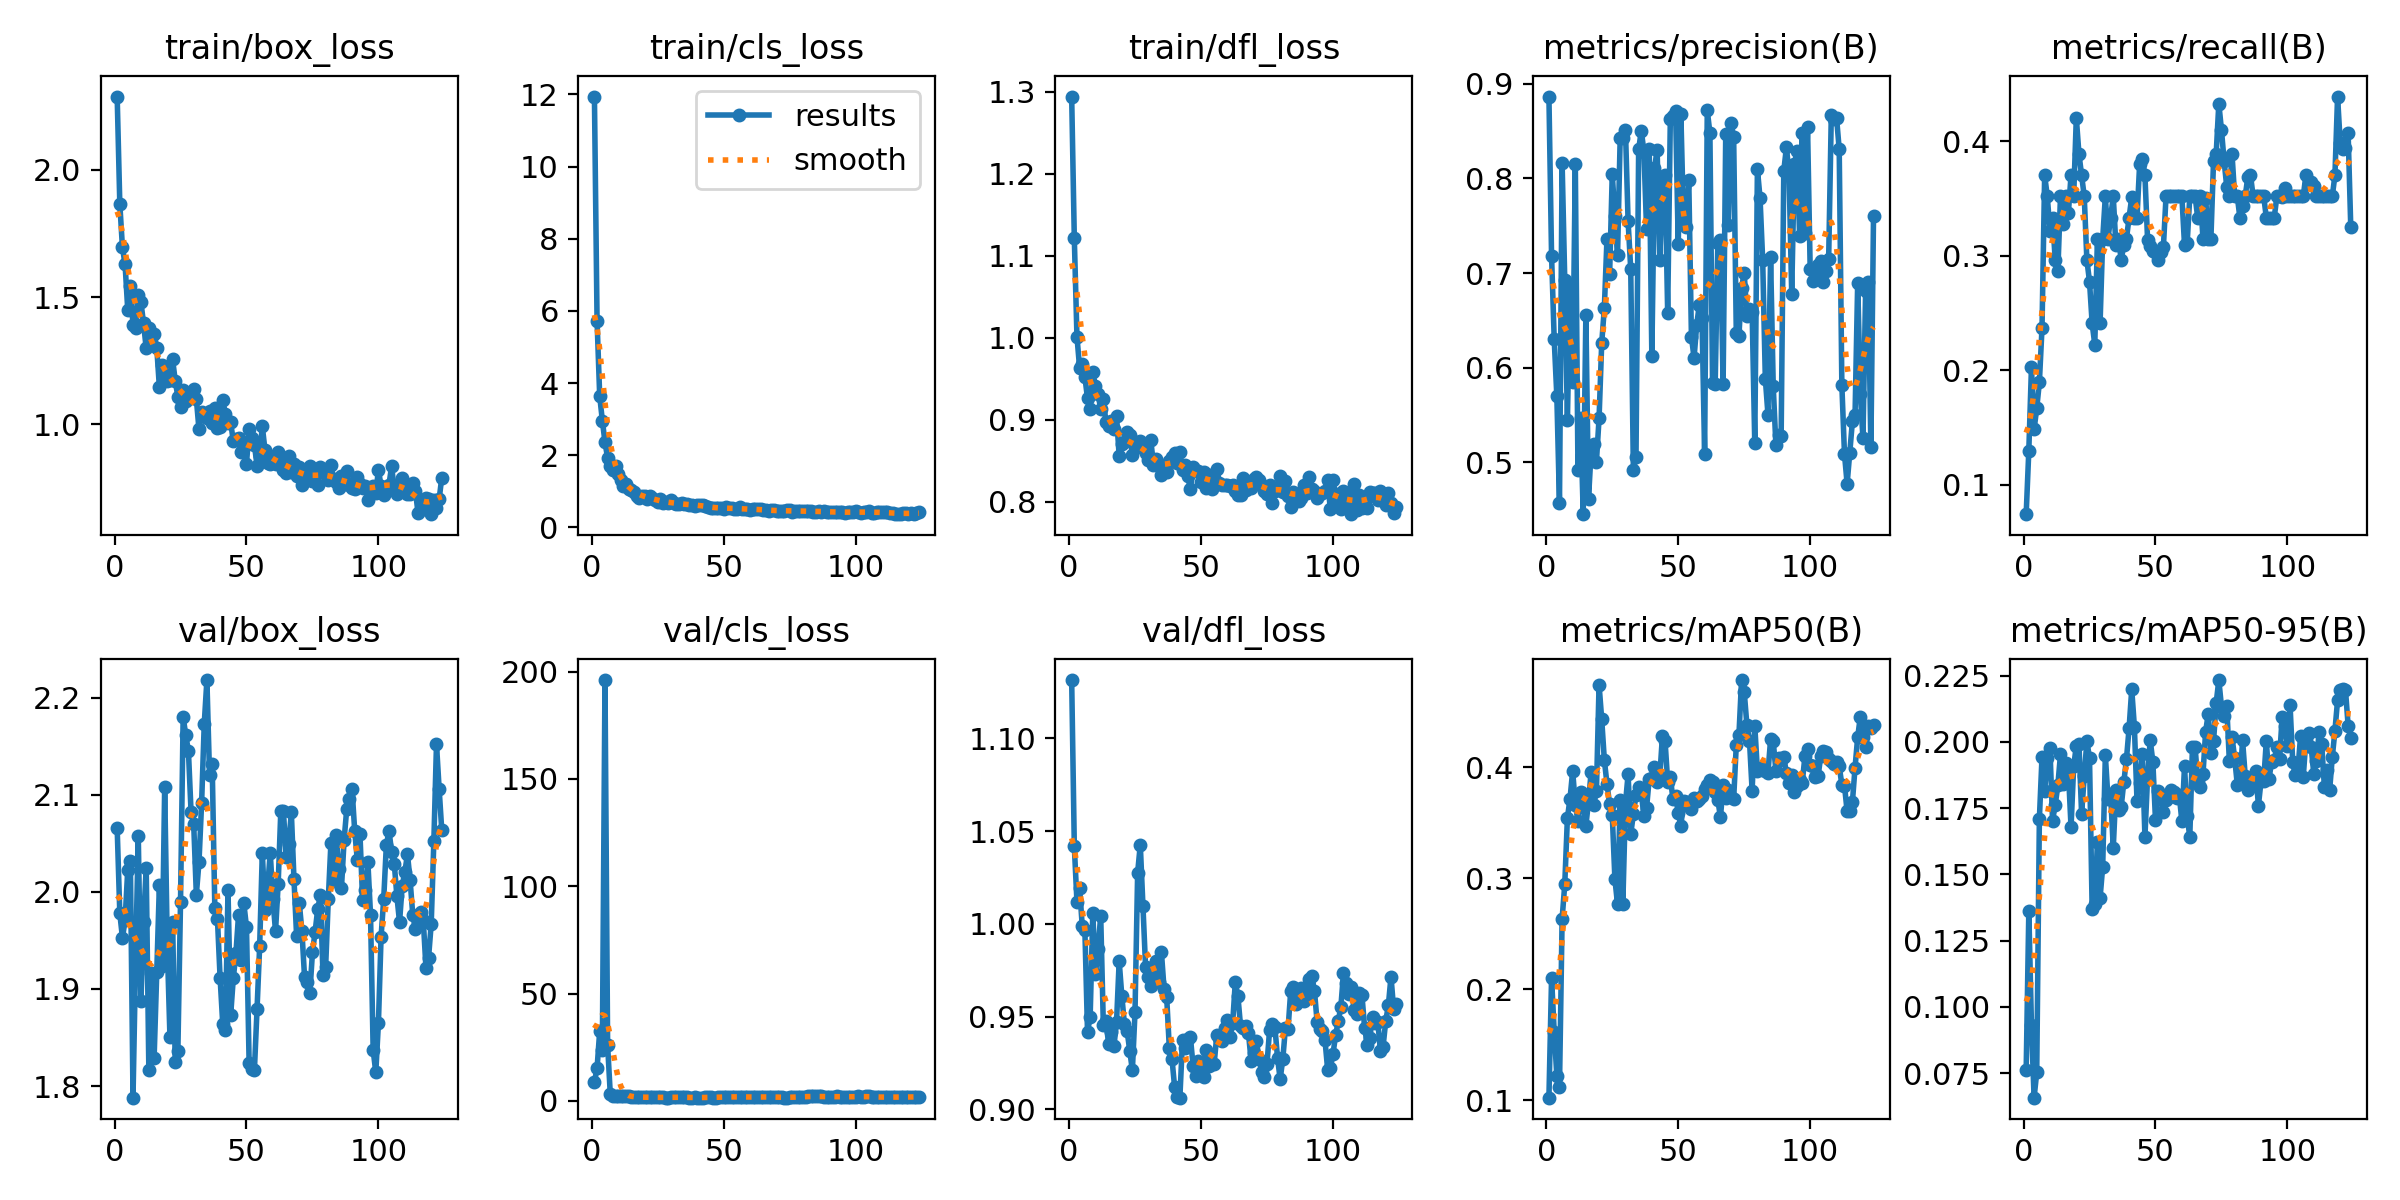 train/box_loss
2.0
1.5
1.0
0 50 100
train/cls_loss
results
smooth
12
10
8
6
4
2
0
0 50 100
train/dfl_loss
1.3
1.2
1.1
1.0
0.9
0.8
0 50 100
metrics/precision(B)
0.9
0.8
0.7
0.6
0.5
0 50 100
metrics/recall(B)
0.4
0.3
0.2
0.1
0 50 100
val/box_loss
2.2
2.1
2.0
1.9
1.8
0 50 100
val/cls_loss
200
150
100
50
0
0 50 100
val/dfl_loss
1.10
1.05
1.00
0.95
0.90
0 50 100
metrics/mAP50(B)
0.4
0.3
0.2
0.1
0 50 100
metrics/mAP50-95(B)
0.225
0.200
0.175
0.150
0.125
0.100
0.075
0 50 100